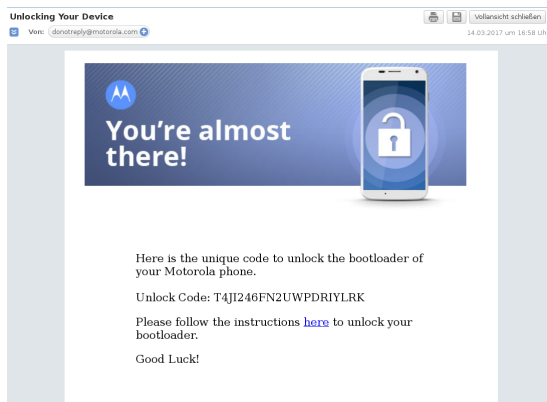 Unlocking Your Device
Vollansicht schließen
Von: donotreply@motorola.com
14.03.2017 um 16:58 Uh
You're almost
there!
Here is the unique code to unlock the bootloader of
your Motorola phone.
Unlock Code: T4JI246FN2UWPDRIYLRK
Please follow the instructions here to unlock your
bootloader.
Good Luck!